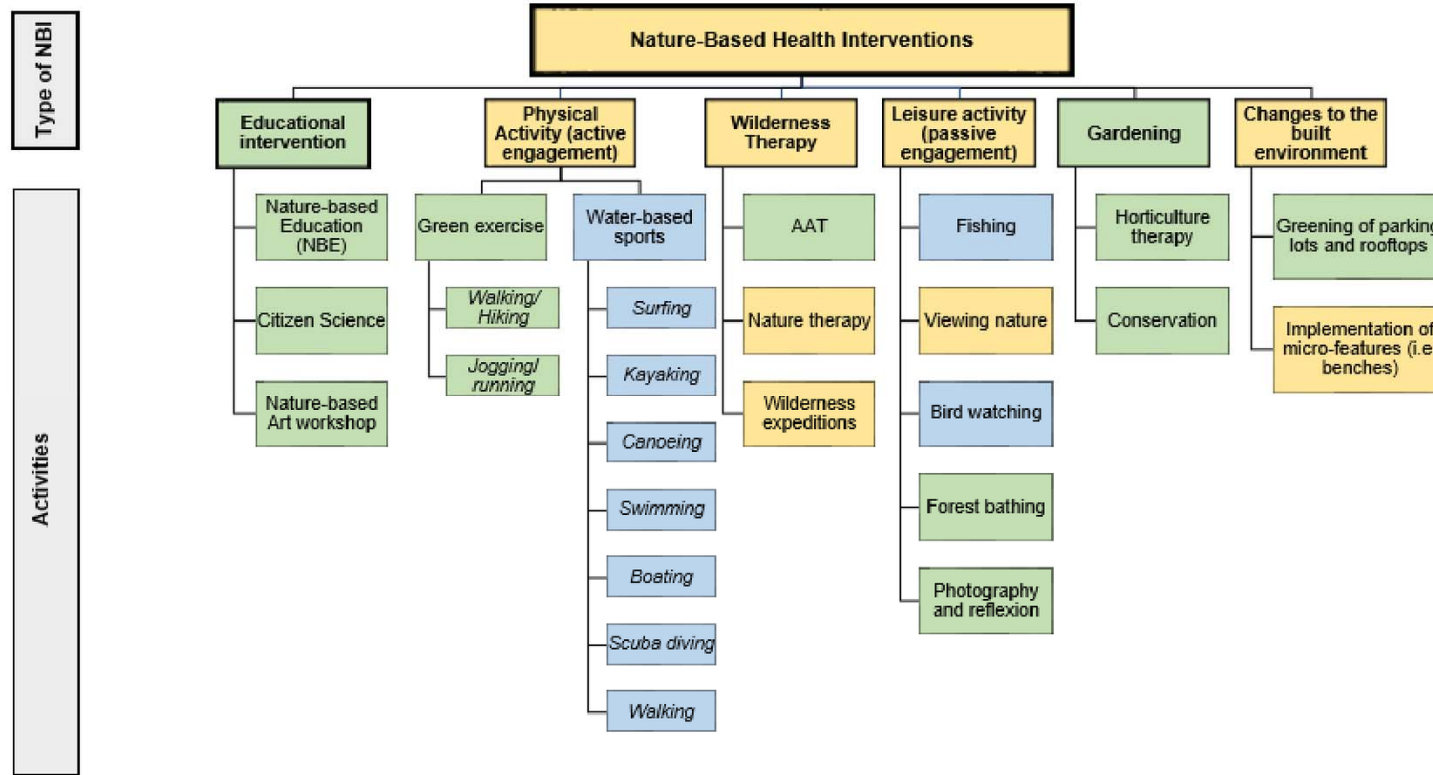 Type of NBI
Nature-Based Health Interventions
Educational
intervention
Physical
Activity (active
engagement)
Wilderness
Therapy
Leisure activity
(passive
engagement)
Gardening
Changes to the
built
environment
Activities
Nature-based
Education
(NBE)
Citizen Science
Nature-based
Art workshop
Green exercise
Walking/
Hiking
Jogging/
running
Water-based
sports
Surfing
Kayaking
Canoeing
Swimming
Boating
Scuba diving
Walking
AAT
Nature therapy
Wilderness
expeditions
Fishing
Viewing nature
Bird watching
Forest bathing
Photography
and reflexion
Horticulture
therapy
Conservation
Greening of parking
lots and rooftops
Implementation of
micro-features (i.e
benches)